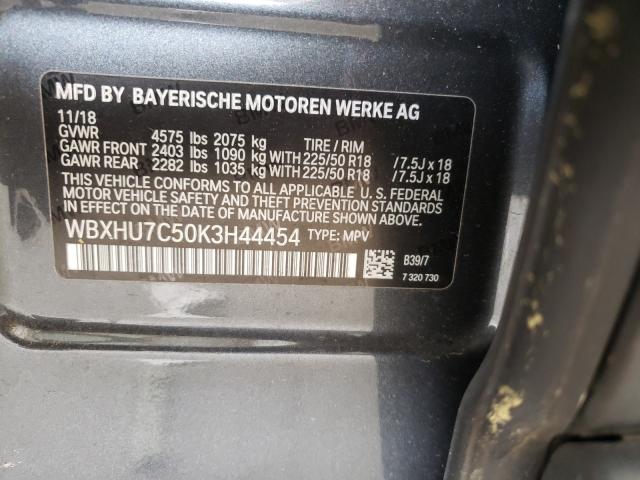 MFD BY BAYERISCHE MOTOREN WERKE AG
11/18
GVWR 4575 lbs 2075 kg TIRE / RIM
GAWR FRONT 2403 lbs 1090 kg WITH 225/50 R18 /7.5J x 18
GAWR REAR 2282 lbs 1035 kg WITH 225/50 R18 /7.5J x 18
THIS VEHICLE CONFORMS TO ALL APPLICABLE U.S. FEDERAL
MOTOR VEHICLE SAFETY AND THEFT PREVENTION STANDARDS
IN EFFECT ON THE DATE OF MANUFACTURE SHOWN ABOVE.
WBXHU7C50K3H44454 TYPE: MPV
B39/7
7 320 730